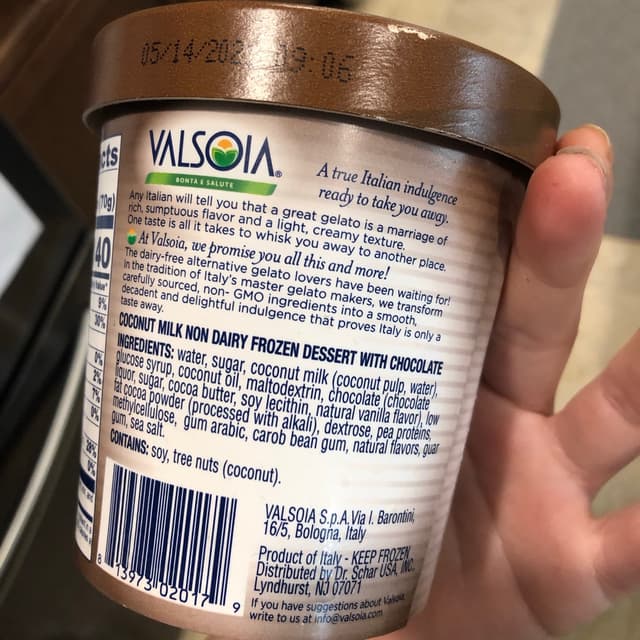 05/14/202 09:06
cts
70g)
40
VALSOIA®
BONTÀ E SALUTE
A true Italian indulgence
ready to take you away.
Any Italian will tell you that a great gelato is a marriage of
rich, sumptuous flavor and a light, creamy texture.
One taste is all it takes to whisk you away to another place.
At Valsoia, we promise you all this and more!
The dairy-free alternative gelato lovers have been waiting for!
In the tradition of Italy's master gelato makers, we transform
carefully sourced, non- GMO ingredients into a smooth,
decadent and delightful indulgence that proves Italy is only a
taste away.
COCONUT MILK NON DAIRY FROZEN DESSERT WITH CHOCOLATE
INGREDIENTS: water, sugar, coconut milk (coconut pulp, water),
glucose syrup, coconut oil, maltodextrin, chocolate (chocolate
liquor, sugar, cocoa butter, soy lecithin, natural vanilla flavor), low
fat cocoa powder (processed with alkali), dextrose, pea proteins,
methylcellulose, gum arabic, carob bean gum, natural flavors, guar
gum, sea salt.
CONTAINS: soy, tree nuts (coconut).
VALSOIA S.p.A. Via I. Barontini,
16/5, Bologna, Italy
Product of Italy - KEEP FROZEN
Distributed by Dr. Schar USA, INC.
Lyndhurst, NJ 07071
If you have suggestions about Valsoia,
write to us at info@valsoia.com
8 13973 02017 9